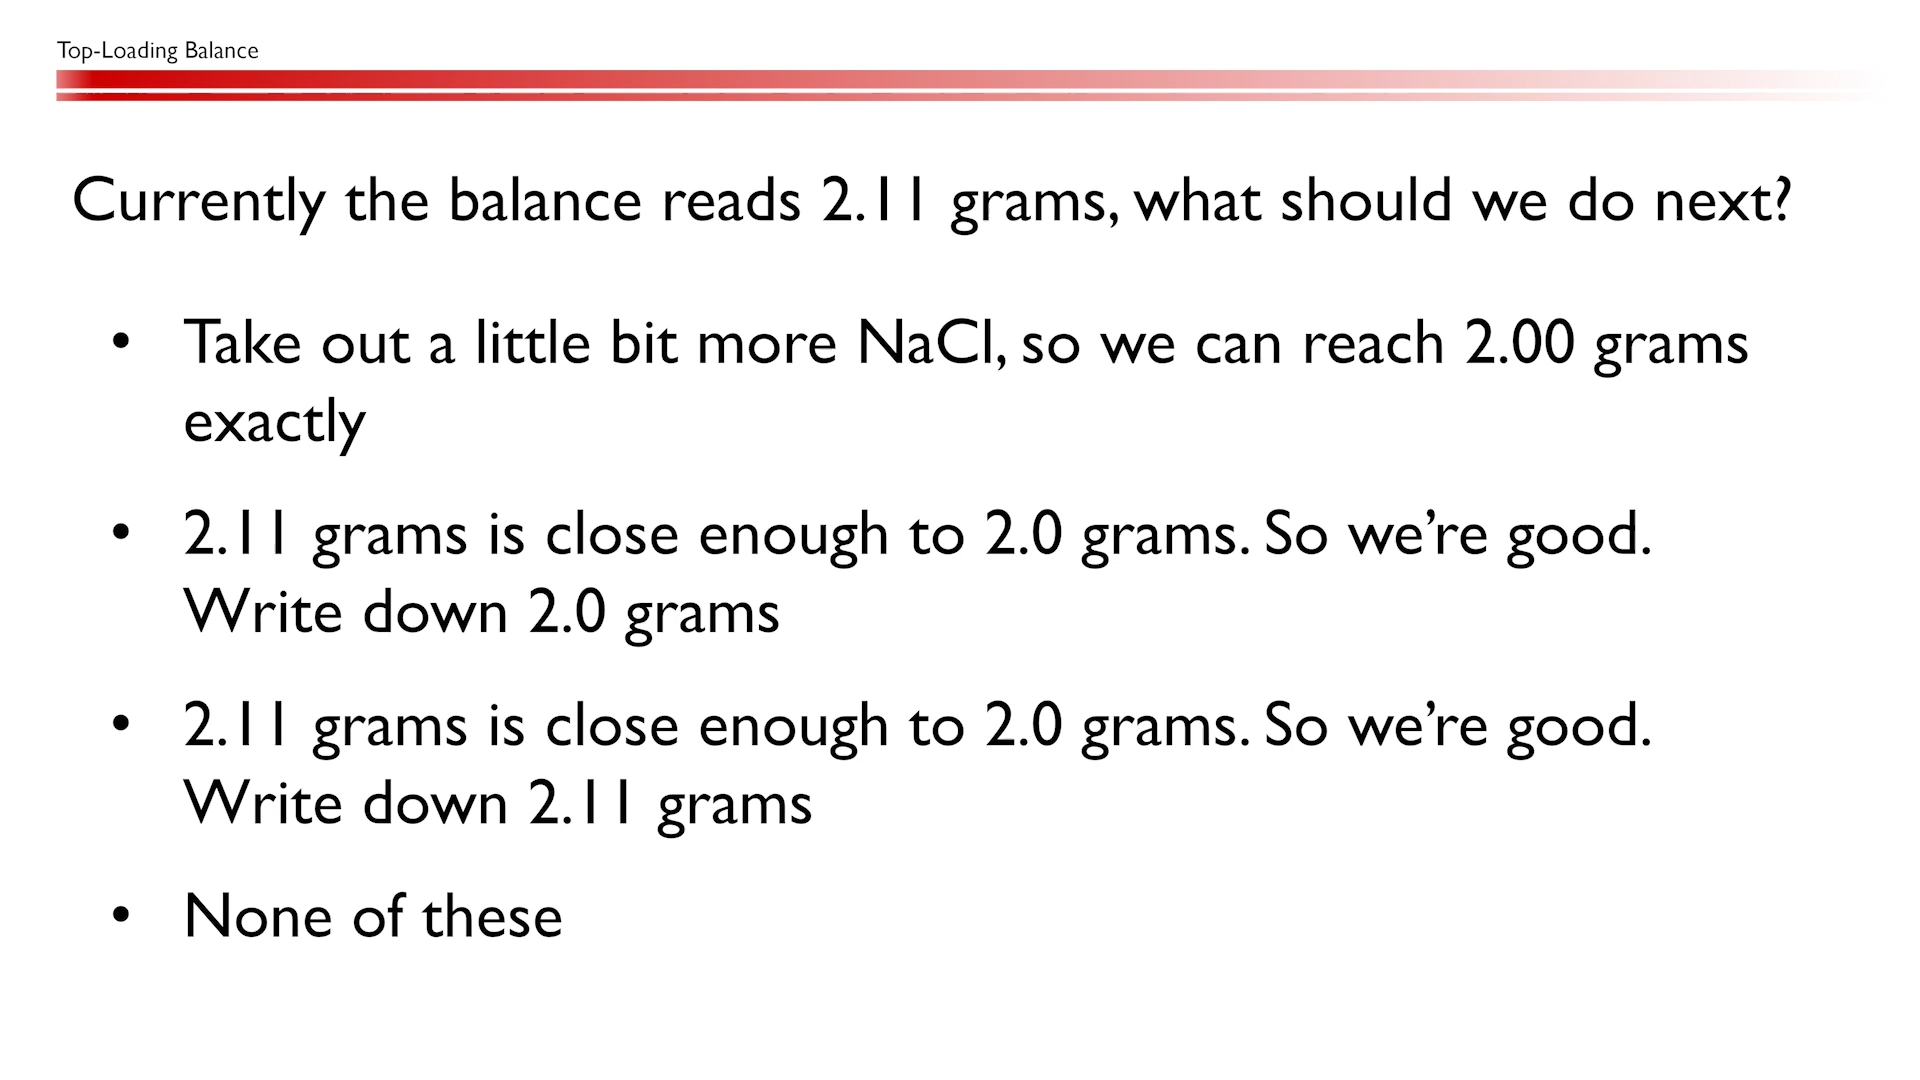 Top-Loading Balance
Currently the balance reads 2.11 grams, what should we do next?
• Take out a little bit more NaCl, so we can reach 2.00 grams
exactly
• 2.11 grams is close enough to 2.0 grams. So we’re good.
Write down 2.0 grams
• 2.11 grams is close enough to 2.0 grams. So we’re good.
Write down 2.11 grams
• None of these